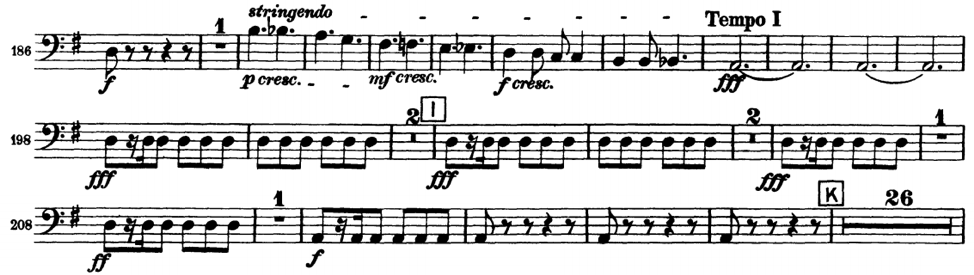 stringendo
1 Tempo I
186
f p cresc. mf cresc. f cresc. fff
2 I 2 1
198
fff fff fff
1 K 26
208
ff f